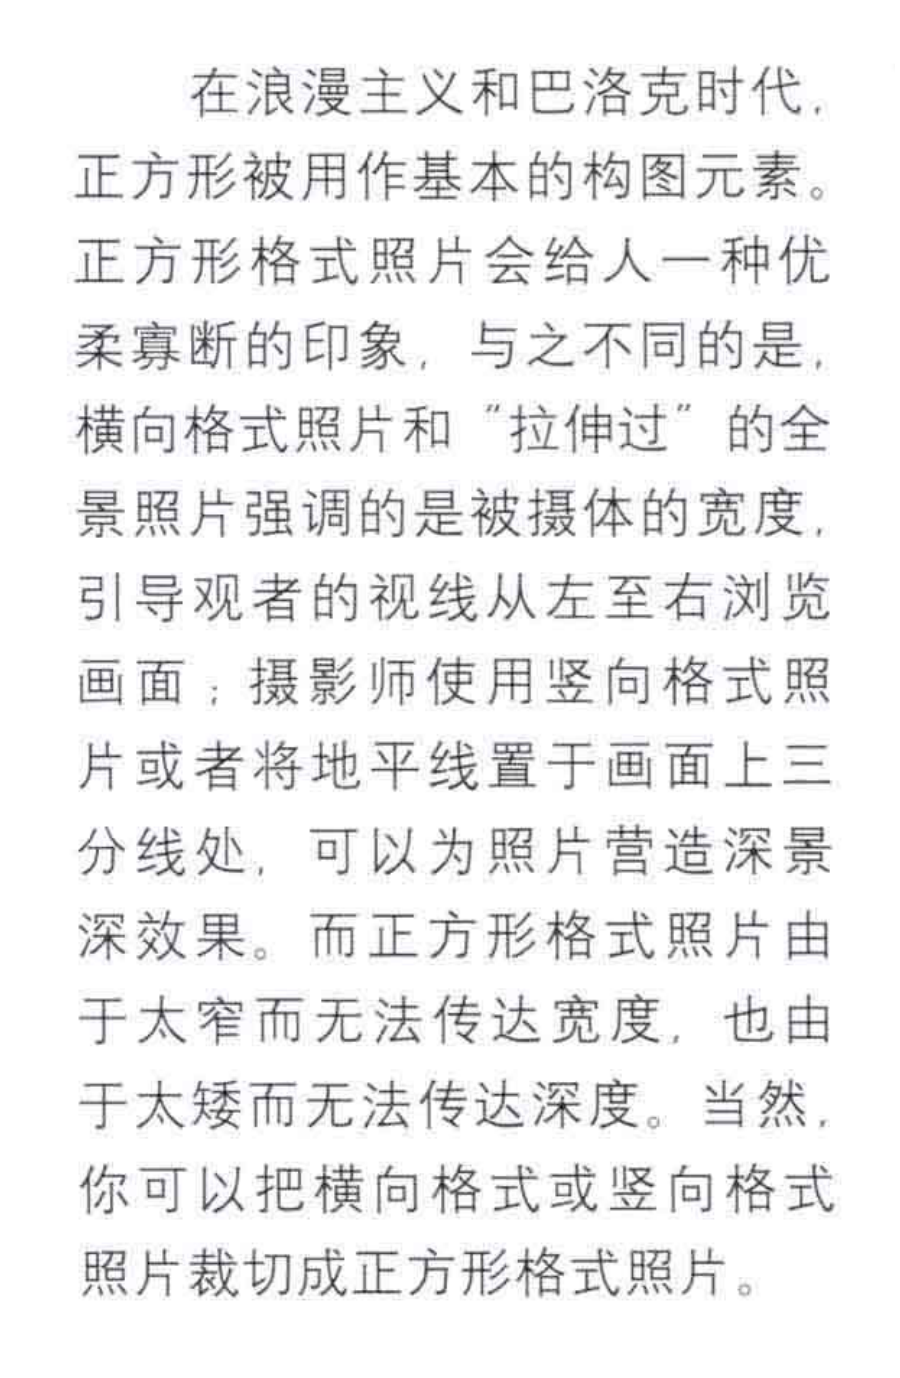 在浪漫主义和巴洛克时代，
正方形被用作基本的构图元素。
正方形格式照片会给人一种优
柔寡断的印象，与之不同的是，
横向格式照片和“拉伸过”的全
景照片强调的是被摄体的宽度，
引导观者的视线从左至右浏览
画面；摄影师使用竖向格式照
片或者将地平线置于画面上三
分线处，可以为照片营造深景
深效果。而正方形格式照片由
于太窄而无法传达宽度，也由
于太矮而无法传达深度。当然，
你可以把横向格式或竖向格式
照片裁切成正方形格式照片。